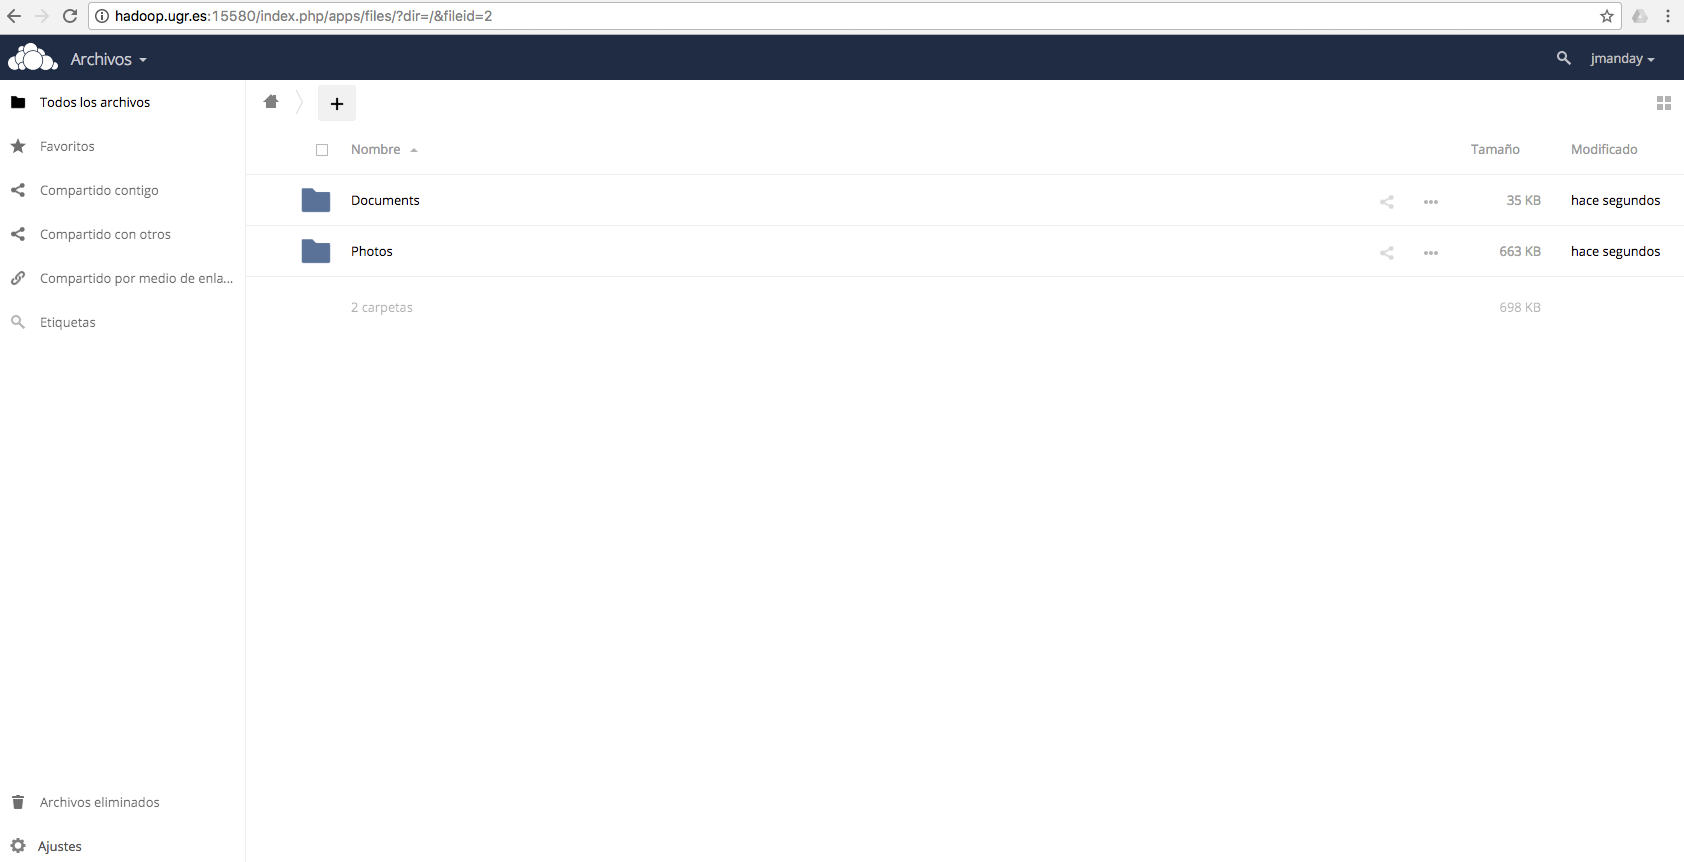 hadoop.ugr.es:15580/index.php/apps/files/?dir=/&fileid=2
Archivos
jmanday
Todos los archivos
Favoritos
Compartido contigo
Compartido con otros
Compartido por medio de enla...
Etiquetas
Archivos eliminados
Ajustes
+
Nombre Tamaño Modificado
Documents 35 KB hace segundos
Photos 663 KB hace segundos
2 carpetas 698 KB